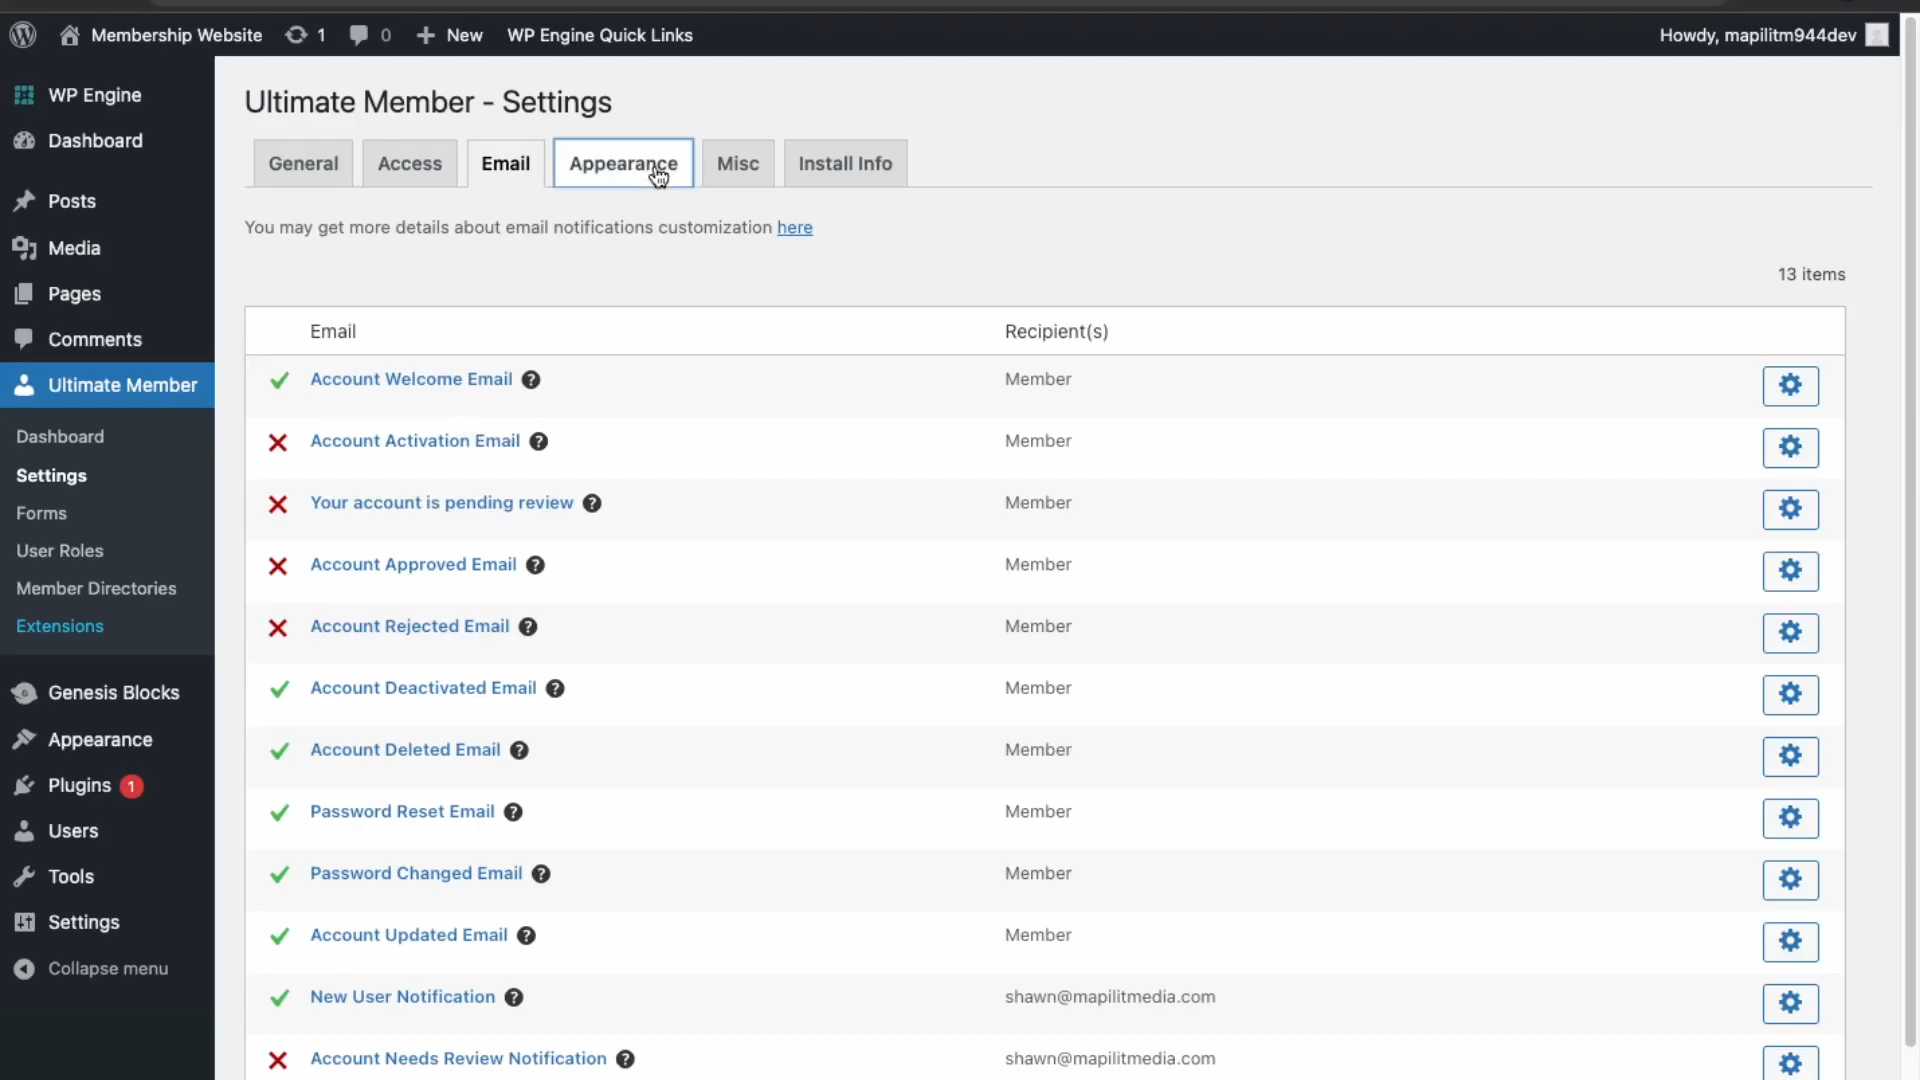 Membership Website 1 0 New WP Engine Quick Links Howdy, mapilitm944dev
WP Engine
Dashboard
Posts
Media
Pages
Comments
Ultimate Member
Dashboard
Settings
Forms
User Roles
Member Directories
Extensions
Genesis Blocks
Appearance
Plugins 1
Users
Tools
Settings
Collapse menu
Ultimate Member - Settings
General Access Email Appearance Misc Install Info
You may get more details about email notifications customization here
13 items
Email Recipient(s)
Account Welcome Email ? Member
Account Activation Email ? Member
Your account is pending review ? Member
Account Approved Email ? Member
Account Rejected Email ? Member
Account Deactivated Email ? Member
Account Deleted Email ? Member
Password Reset Email ? Member
Password Changed Email ? Member
Account Updated Email ? Member
New User Notification ? shawn@mapilitmedia.com
Account Needs Review Notification ? shawn@mapilitmedia.com